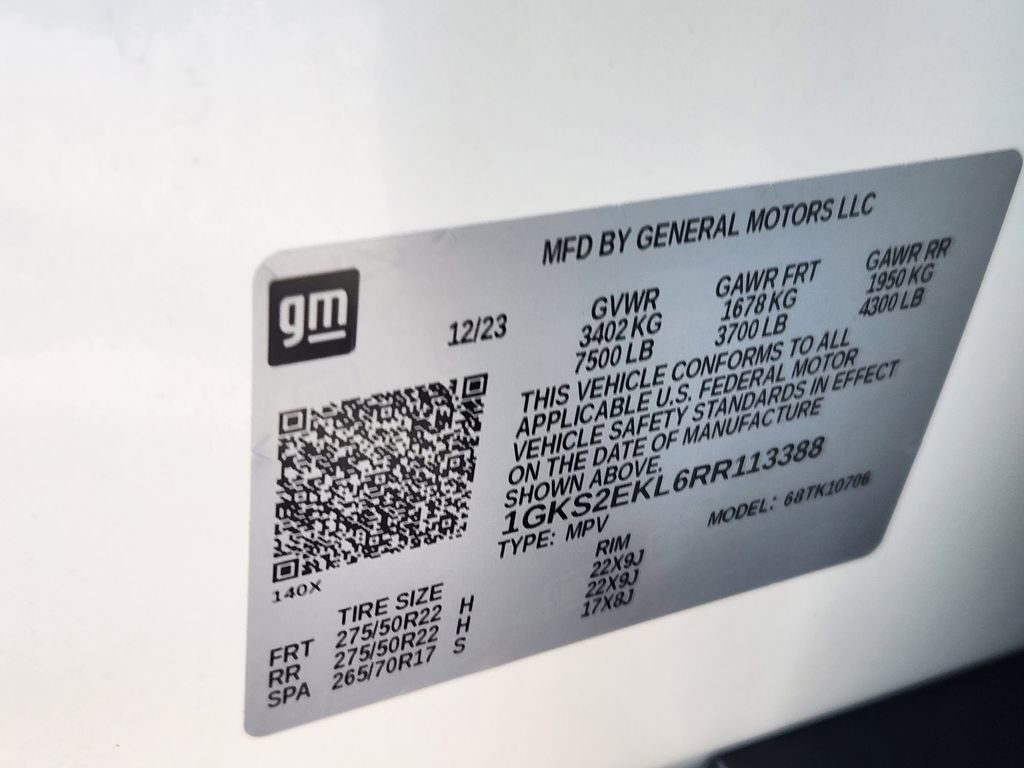 MFD BY GENERAL MOTORS LLC
gm
12/23
GVWR
3402 KG
7500 LB
GAWR FRT
1678 KG
3700 LB
GAWR RR
1950 KG
4300 LB
THIS VEHICLE CONFORMS TO ALL
APPLICABLE U.S. FEDERAL MOTOR
VEHICLE SAFETY STANDARDS IN EFFECT
ON THE DATE OF MANUFACTURE
SHOWN ABOVE.
1GKS2EKL6RR113388
TYPE: MPV
MODEL: 68TK10706
140X
TIRE SIZE
RIM
FRT 275/50R22 H 22X9J
RR 275/50R22 H 22X9J
SPA 265/70R17 S 17X8J